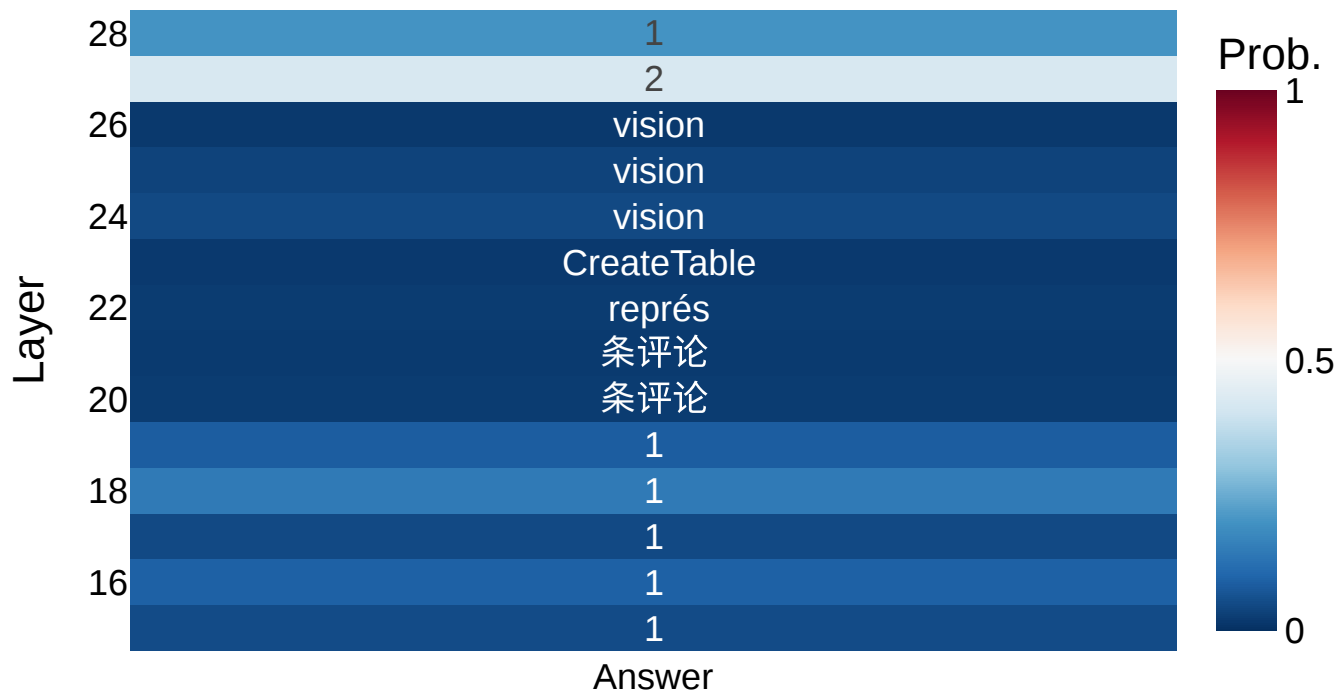 28
1
2
26
vision
vision
24
vision
CreateTable
22
représ
条评论
20
条评论
1
18
1
1
16
1
1
Layer
Answer
Prob.
1
0.5
0